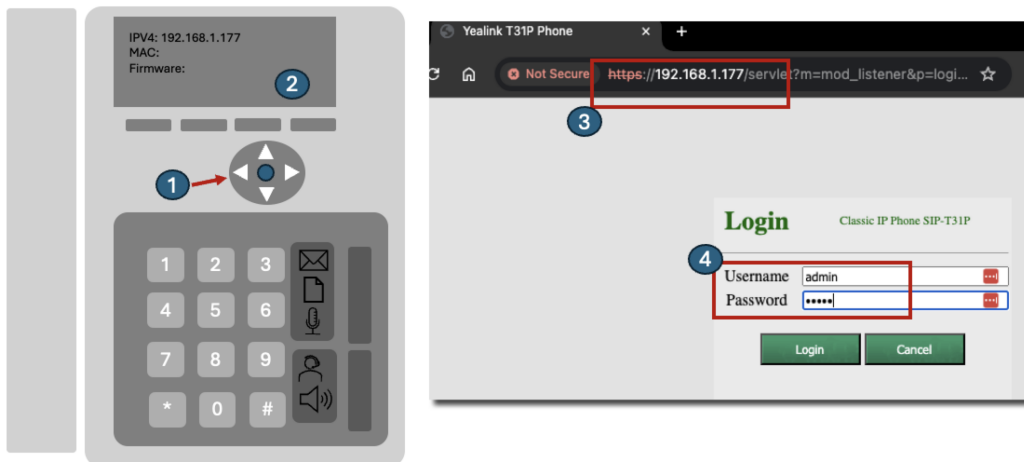 IPV4: 192.168.1.177
MAC:
Firmware:
2
1
1 2 3
4 5 6
7 8 9
* 0 #
Yealink T31P Phone × +
Not Secure https://192.168.1.177/servlet?m=mod_listener&p=logi...
3
Login Classic IP Phone SIP-T31P
4
Username admin
Password •••••
Login Cancel